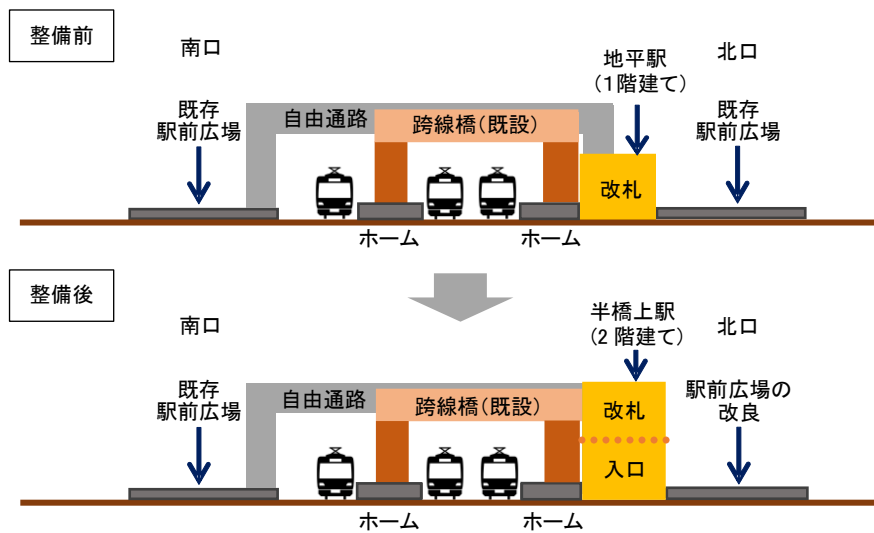 整備前
南口
北口
地平駅
（１階建て）
既存
駅前広場
自由通路
跨線橋（既設）
既存
駅前広場
改札
ホーム
ホーム
整備後
南口
半橋上駅
（２階建て）
北口
既存
駅前広場
自由通路
跨線橋（既設）
改札
駅前広場の
改良
入口
ホーム
ホーム